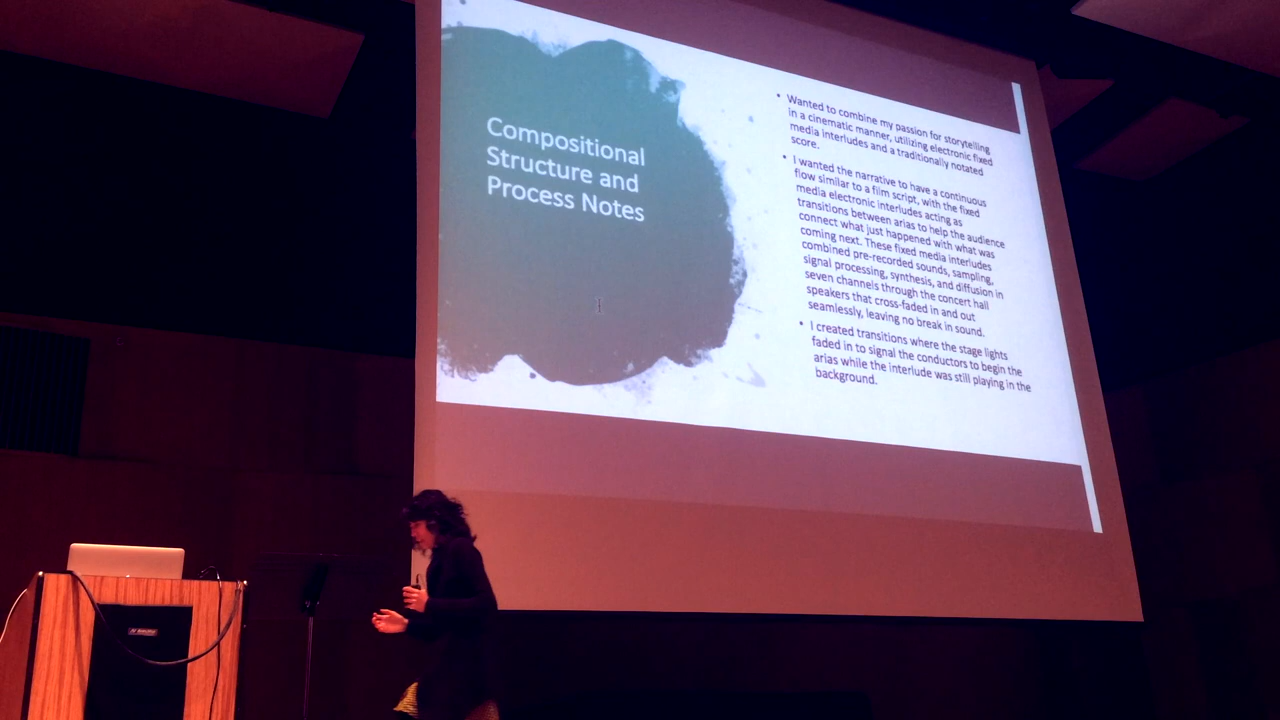 Compositional
Structure and
Process Notes
• Wanted to combine my passion for storytelling
in a cinematic manner, utilizing electronic fixed
media interludes and a traditionally notated
score.
• I wanted the narrative to have a continuous
flow similar to a film script, with the fixed
media electronic interludes acting as
transitions between arias to help the audience
connect what just happened with what was
coming next. These fixed media interludes
combined pre-recorded sounds, sampling,
signal processing, synthesis, and diffusion in
seven channels through the concert hall
speakers that cross-faded in and out
seamlessly, leaving no break in sound.
• I created transitions where the stage lights
faded in to signal the conductors to begin the
arias while the interlude was still playing in the
background.